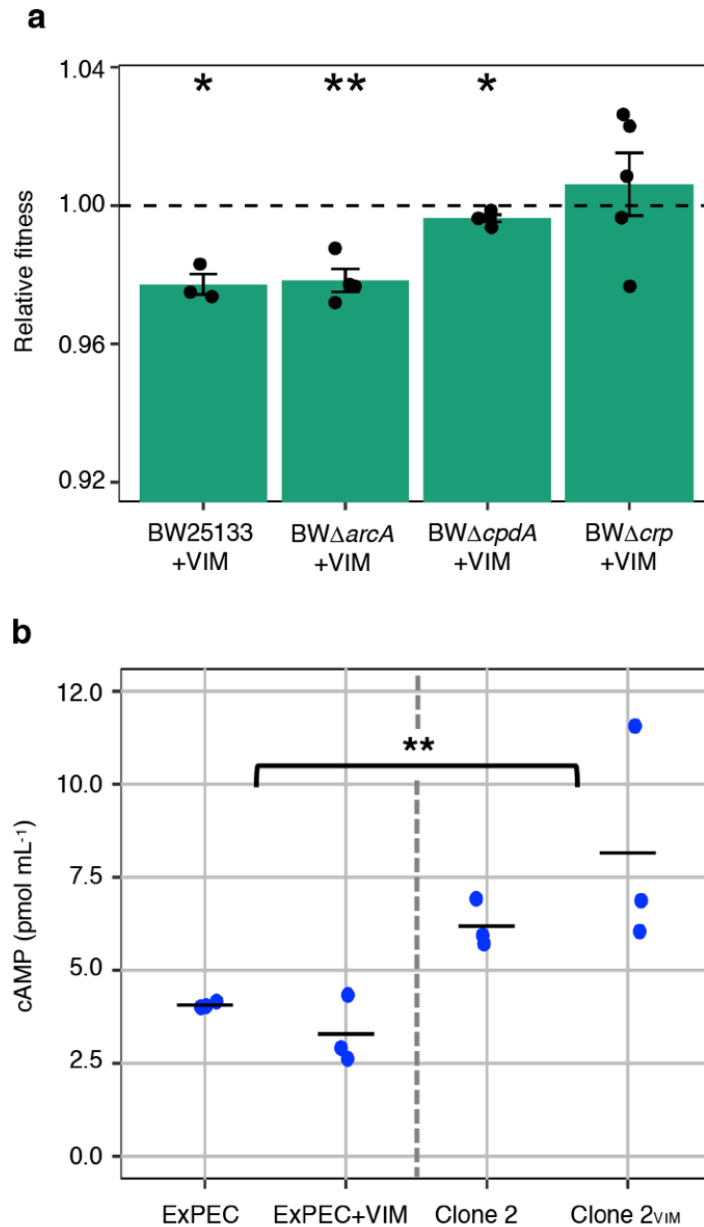 a
1.04
1.00
0.96
0.92
Relative fitness
* ** *
BW25133 +VIM
BWΔarcA +VIM
BWΔcpdA +VIM
BWΔcrp +VIM
b
12.0
10.0
7.5
5.0
2.5
0.0
cAMP (pmol mL⁻¹)
**
ExPEC ExPEC+VIM Clone 2 Clone 2VIM